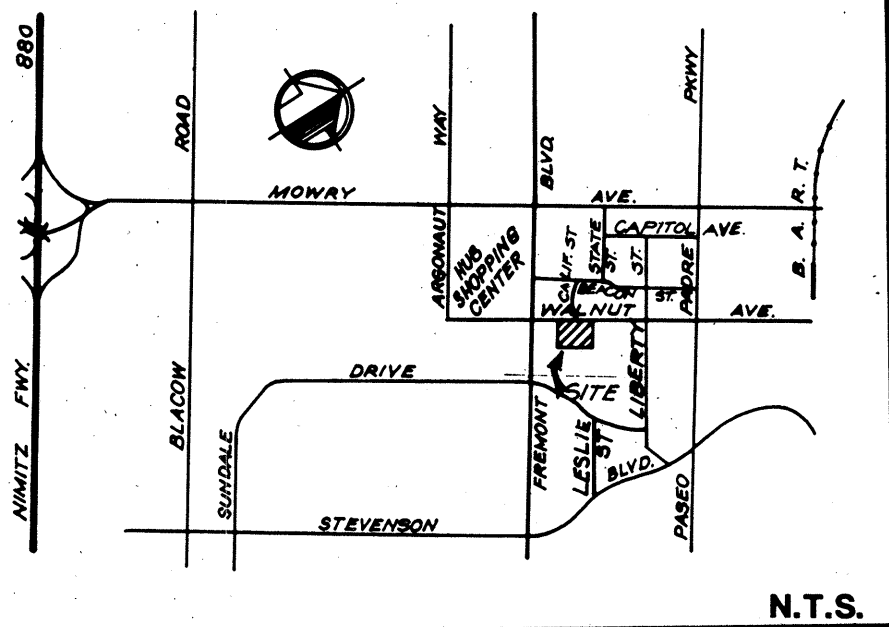 880
NIMITZ FWY.
BLACOW ROAD
SUNDALE
DRIVE
STEVENSON
BLVD.
MOWRY AVE.
ARGONAUT WAY
HUB
SHOPPING
CENTER
FREMONT BLVD.
CALIF. ST
STATE
ST.
CAPITOL AVE.
BEACON ST.
WALNUT AVE.
LIBERTY ST.
SITE
LESLIE
ST
PASEO PADRE PKWY
B. A. R. T.
N.T.S.